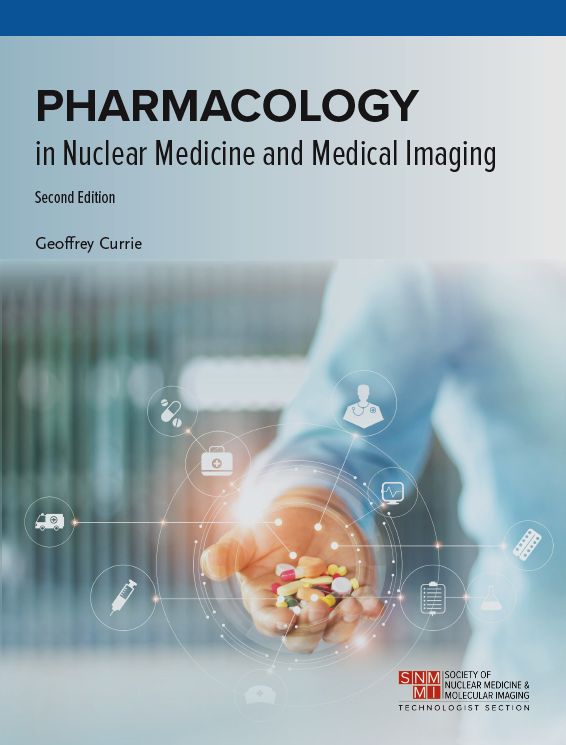 PHARMACOLOGY
in Nuclear Medicine and Medical Imaging
Second Edition
Geoffrey Currie
SNM
MI
SOCIETY OF
NUCLEAR MEDICINE &
MOLECULAR IMAGING
TECHNOLOGIST SECTION